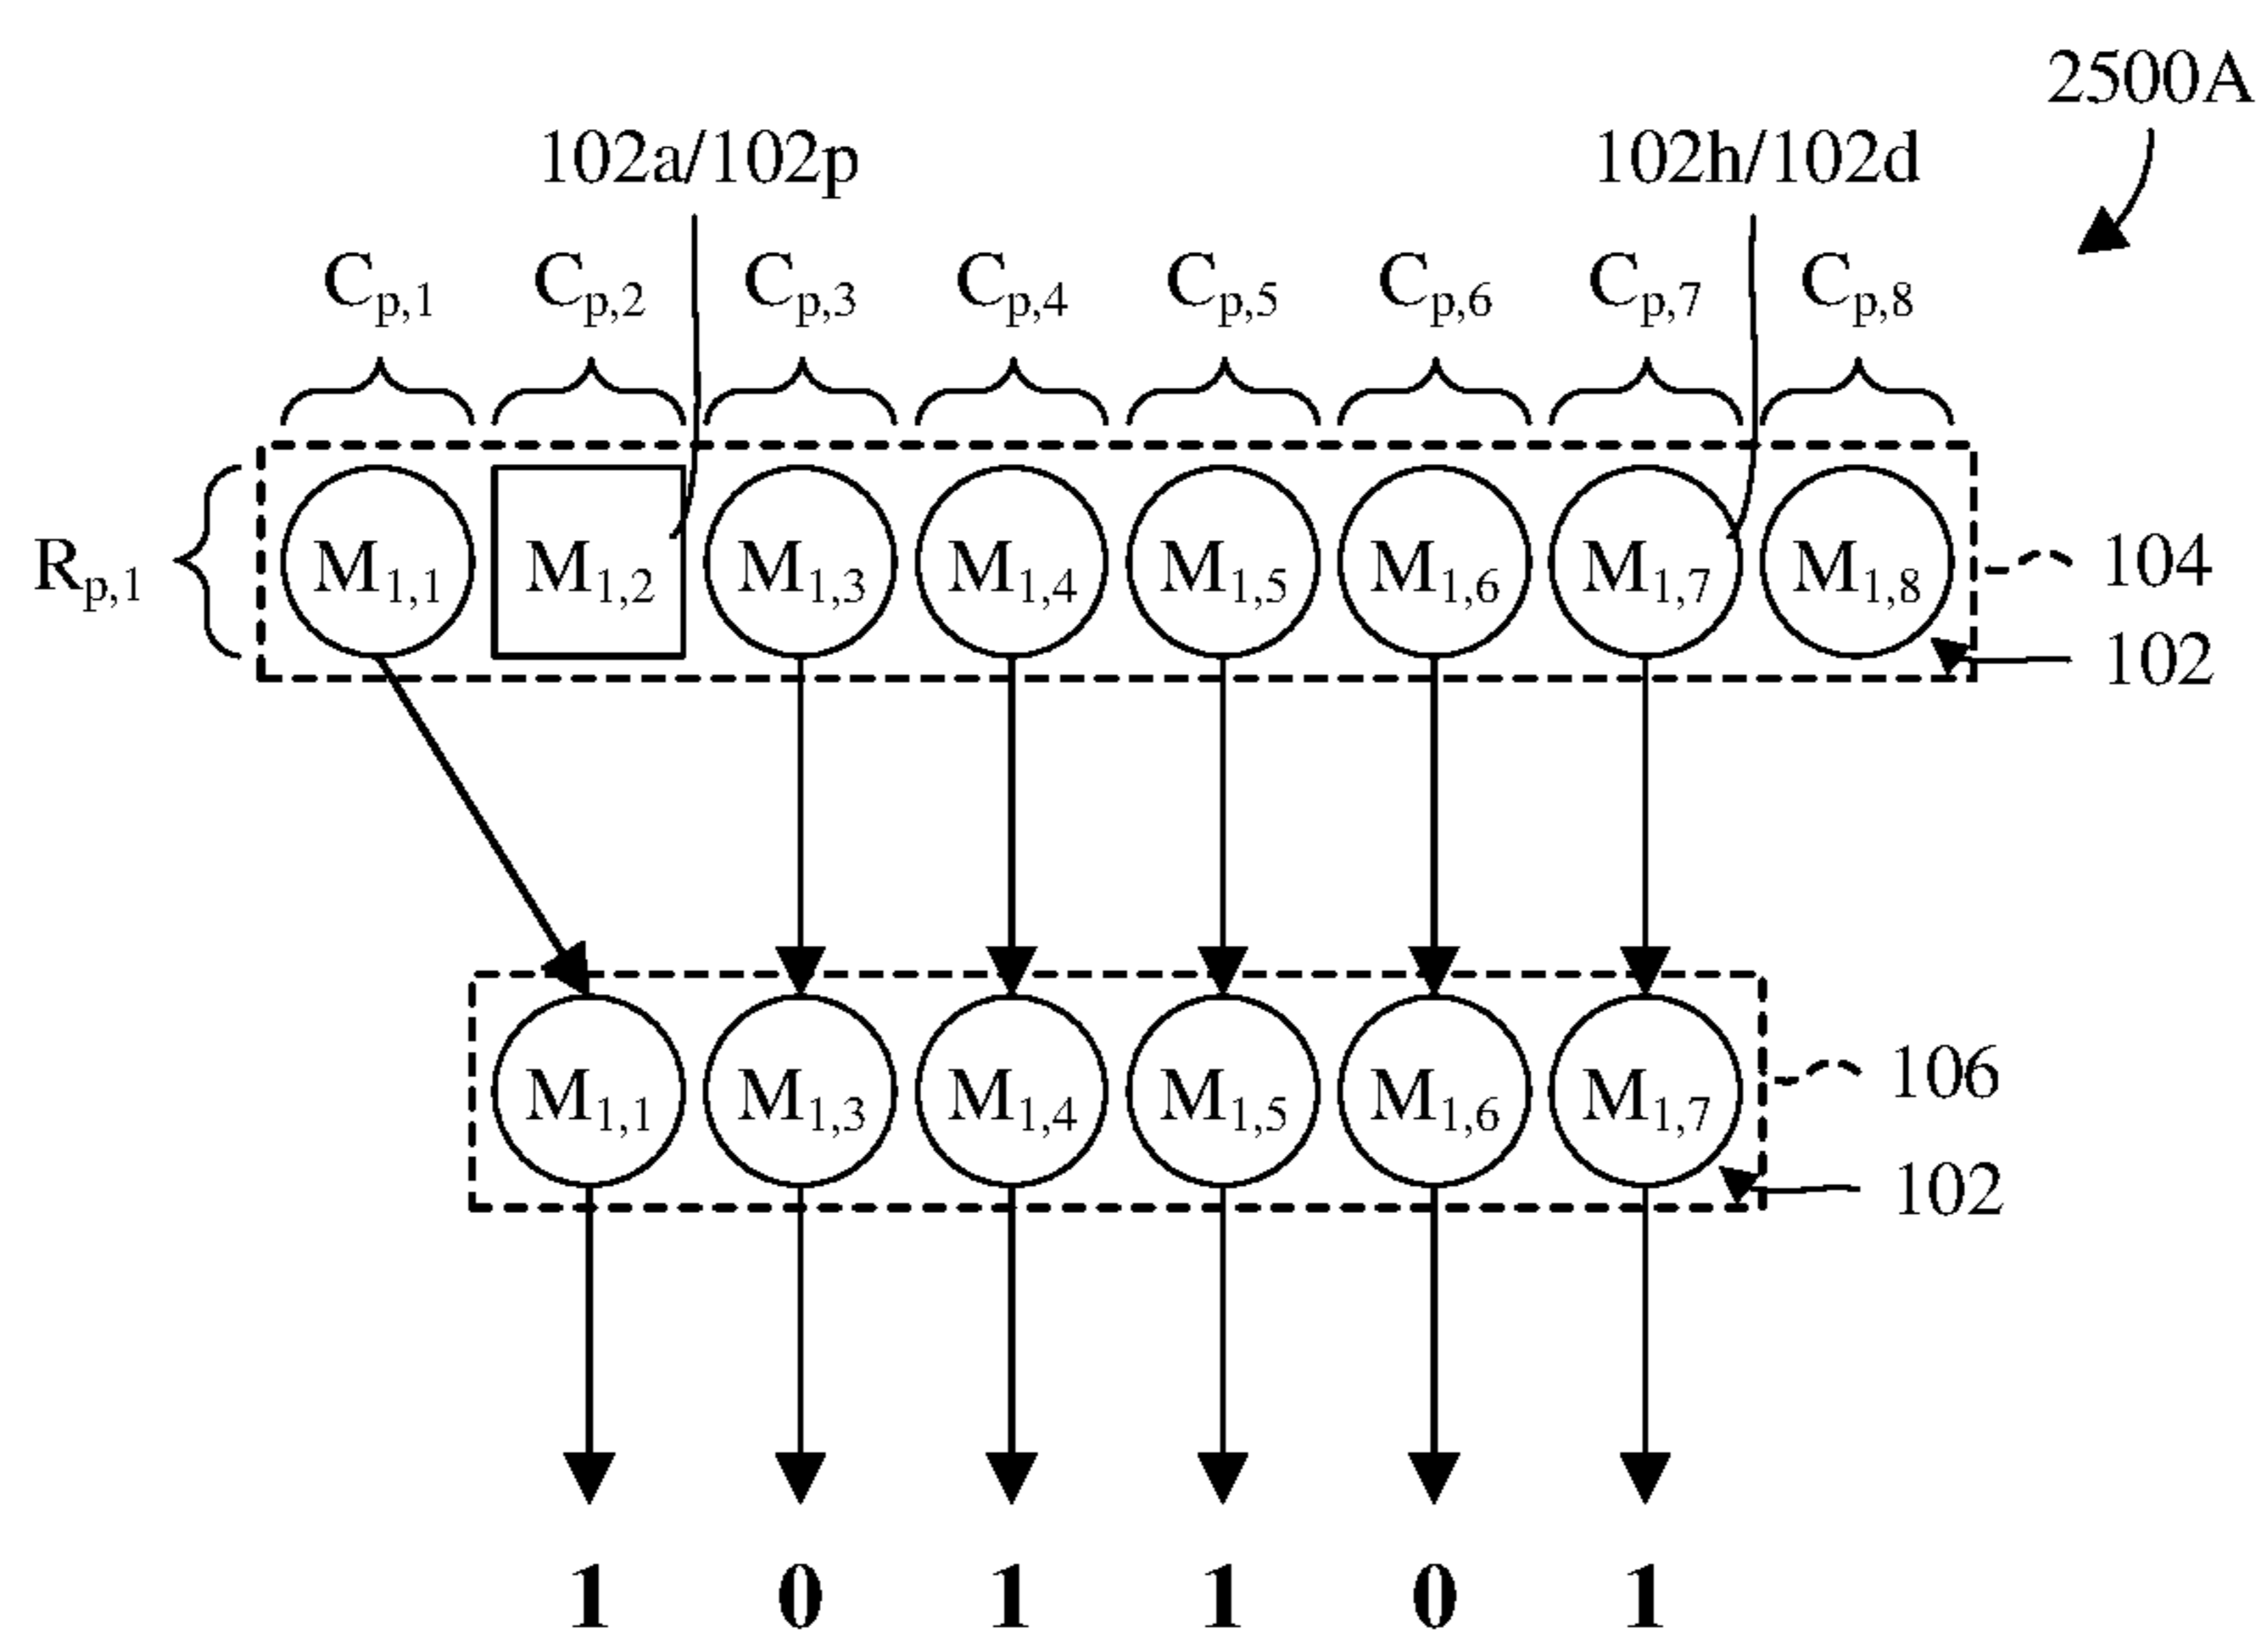 2500A
102a/102p 102h/102d
Cp,1 Cp,2 Cp,3 Cp,4 Cp,5 Cp,6 Cp,7 Cp,8
Rp,1 M1,1 M1,2 M1,3 M1,4 M1,5 M1,6 M1,7 M1,8 104
102
M1,1 M1,3 M1,4 M1,5 M1,6 M1,7 106
102
1 0 1 1 0 1